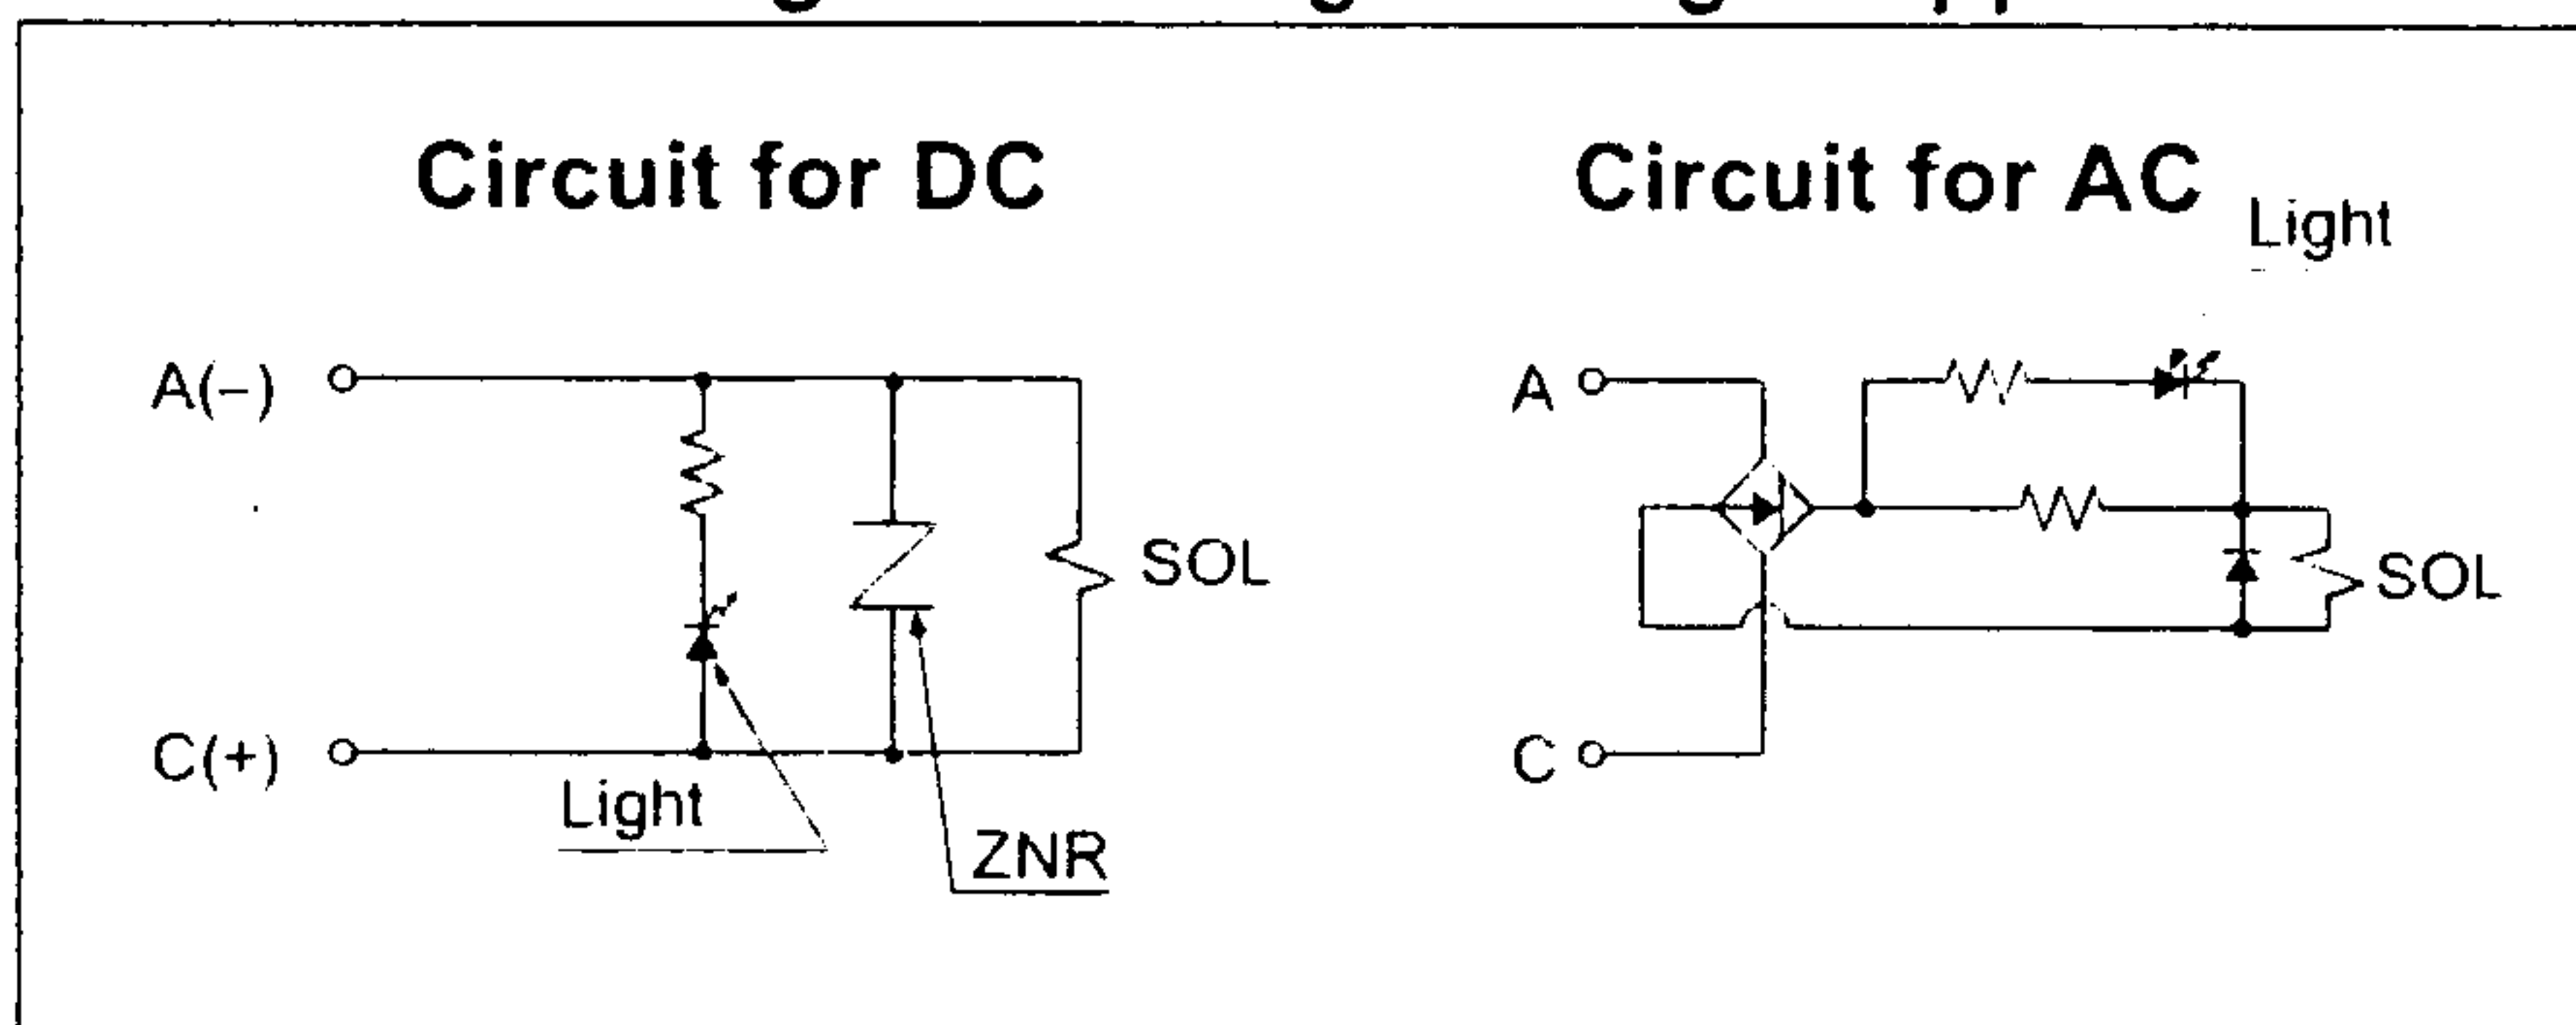 Circuit for DC
A(−)
C(+)
SOL
Light
ZNR
Circuit for AC
Light
A
C
SOL